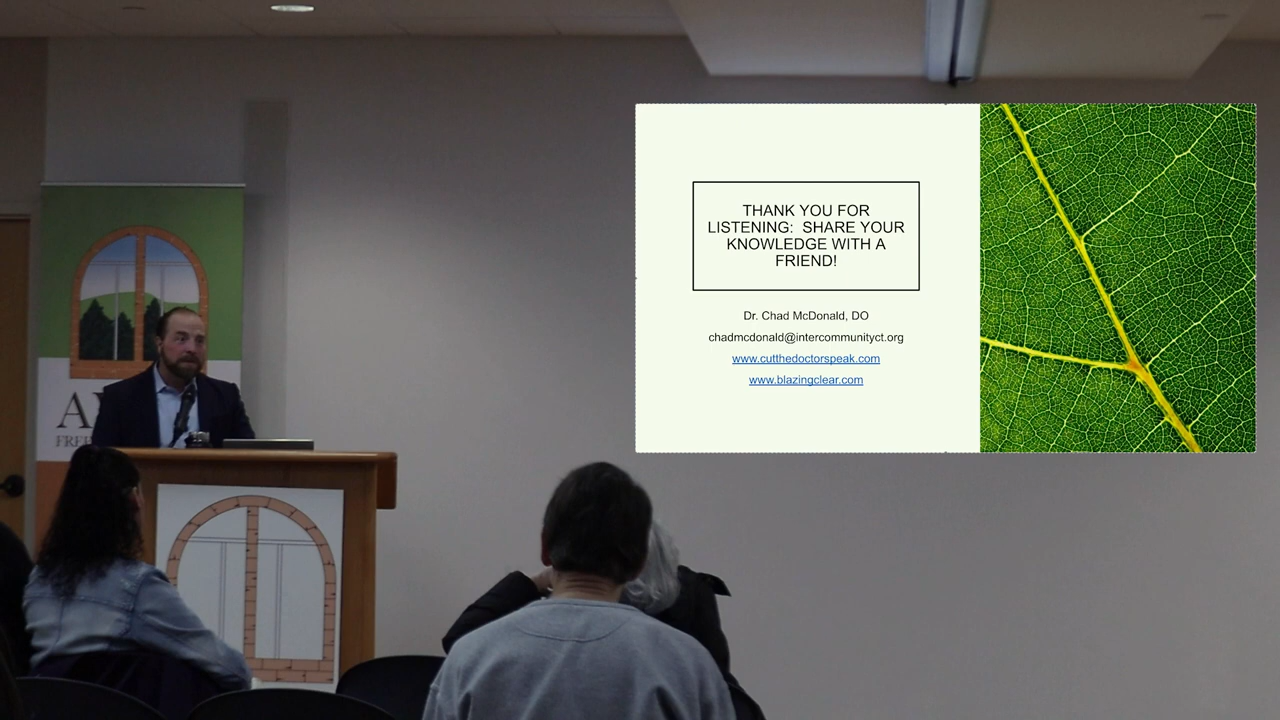 THANK YOU FOR
LISTENING:  SHARE YOUR
KNOWLEDGE WITH A
FRIEND!
Dr. Chad McDonald, DO
chadmcdonald@intercommunityct.org
www.cutthedoctorspeak.com
www.blazingclear.com